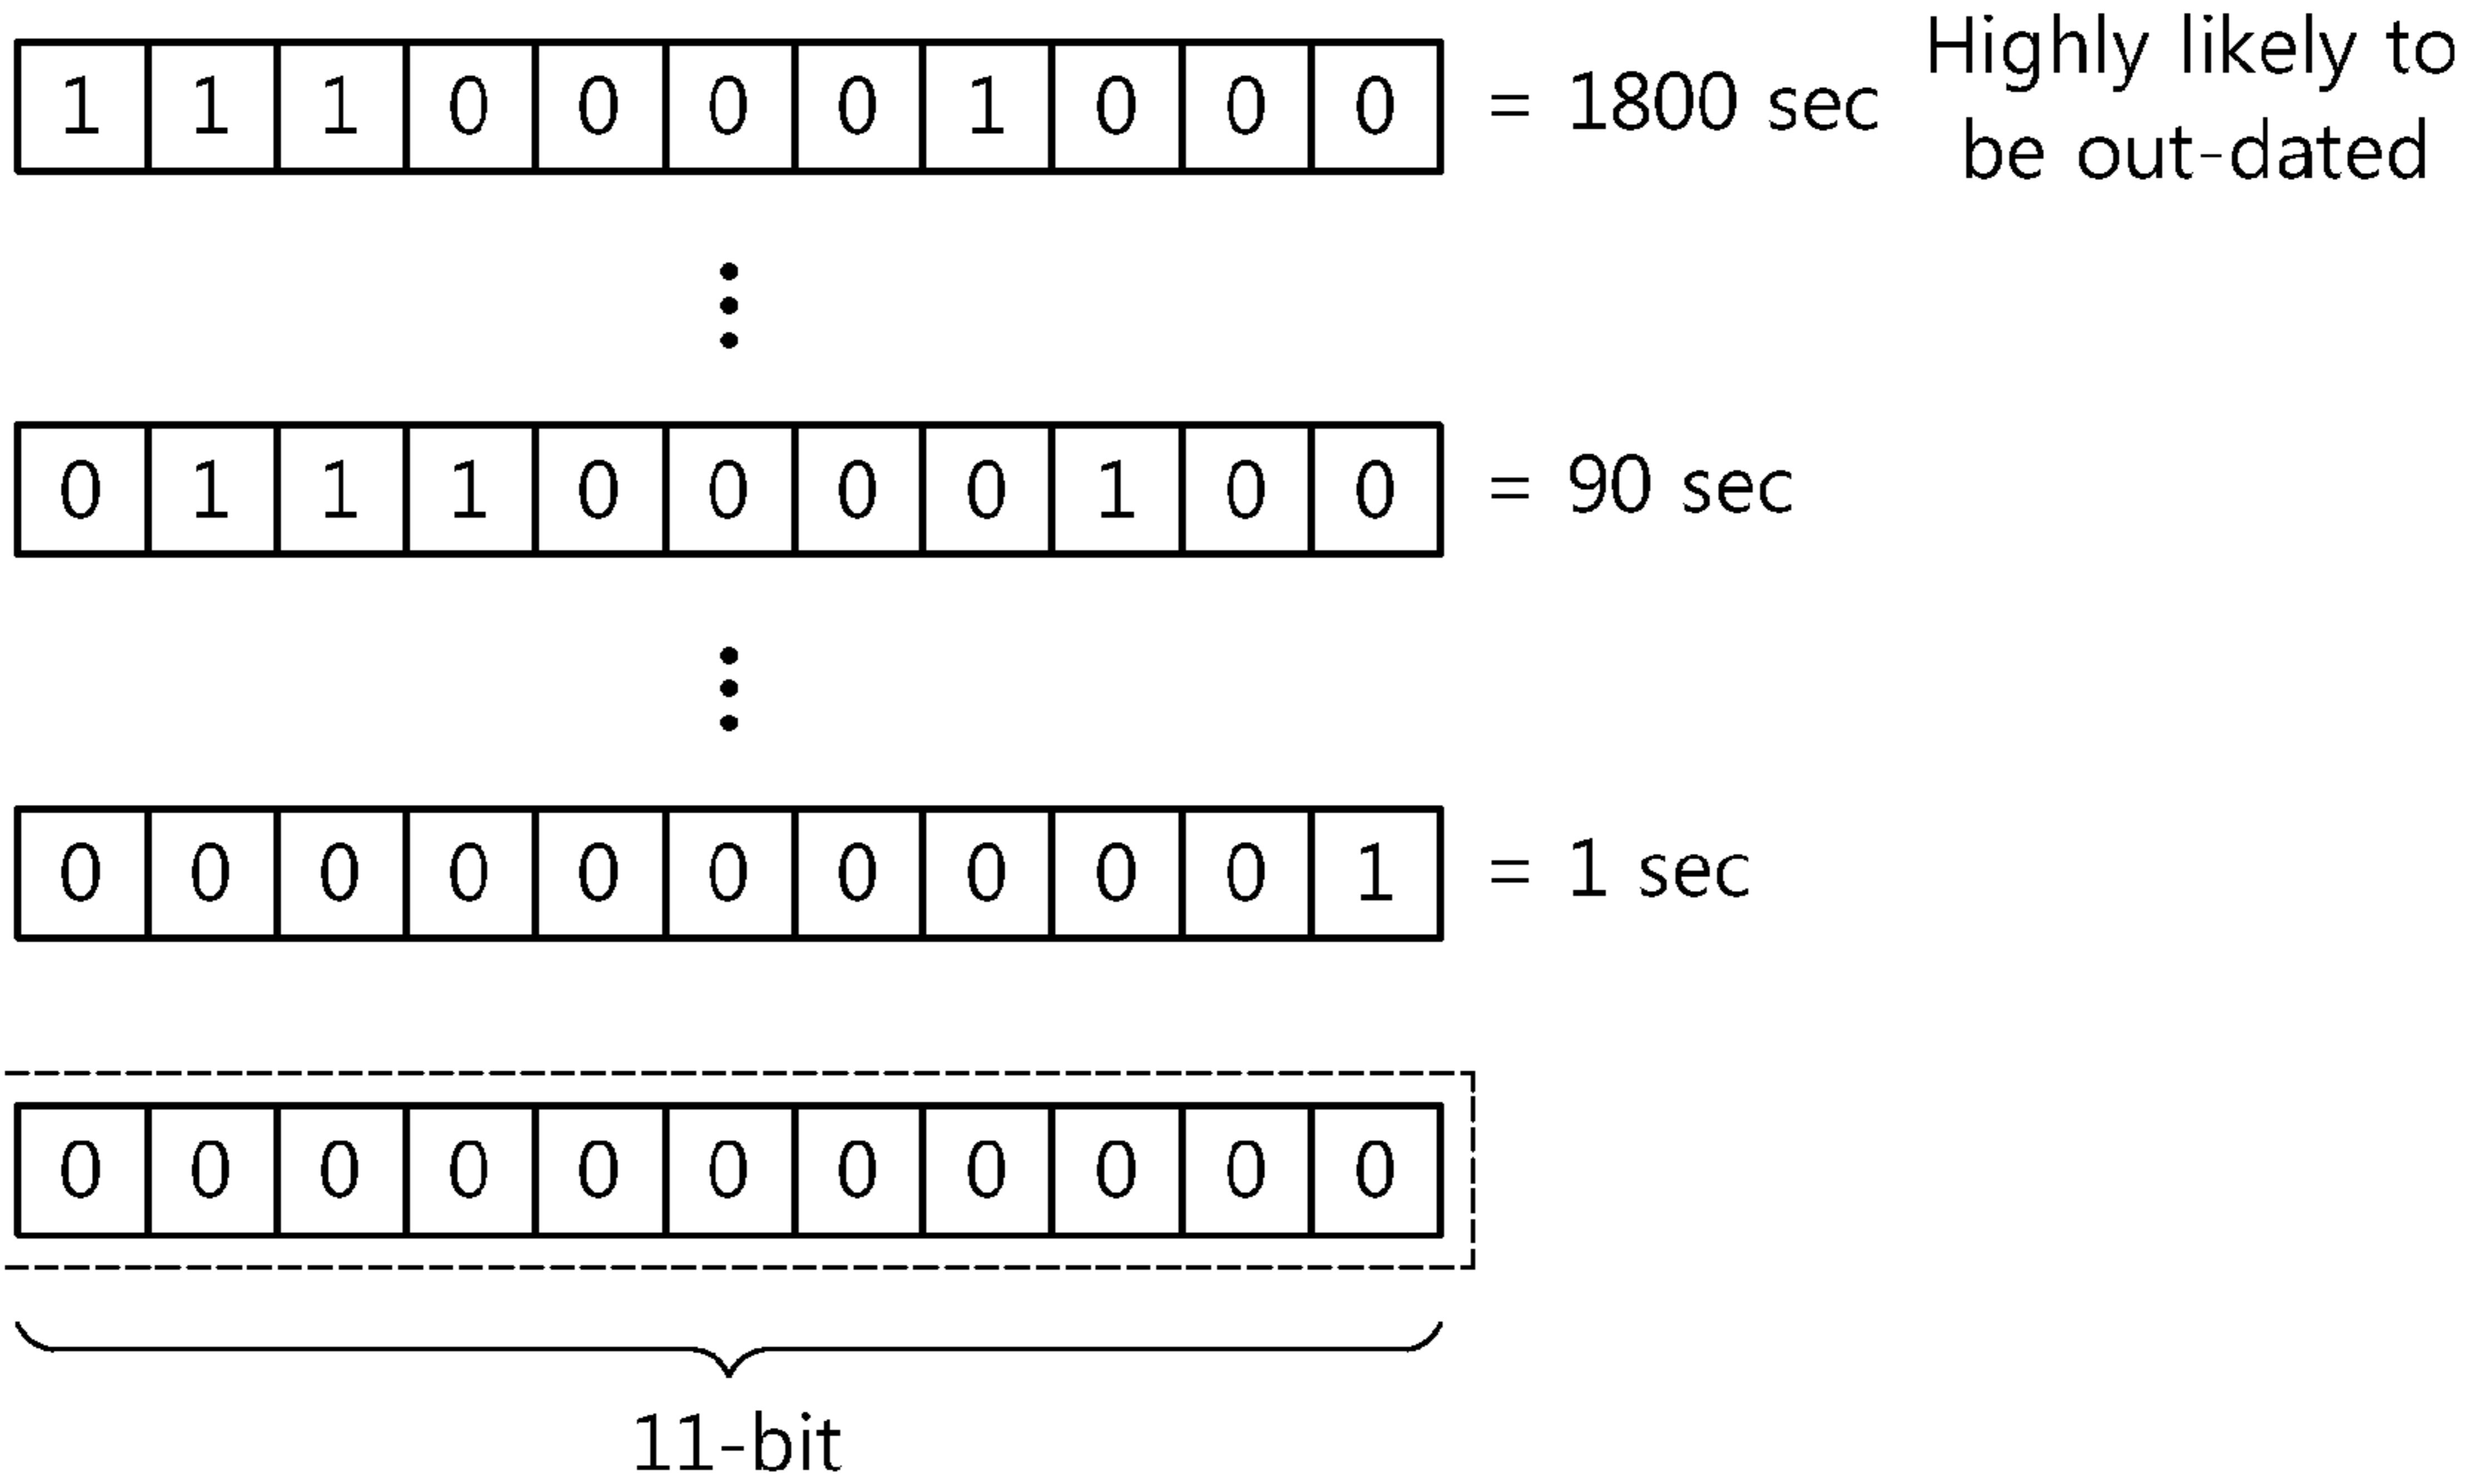 1 1 1 0 0 0 0 1 0 0 0 = 1800 sec Highly likely to
be out-dated
0 1 1 1 0 0 0 0 1 0 0 = 90 sec
0 0 0 0 0 0 0 0 0 0 1 = 1 sec
0 0 0 0 0 0 0 0 0 0 0
11-bit